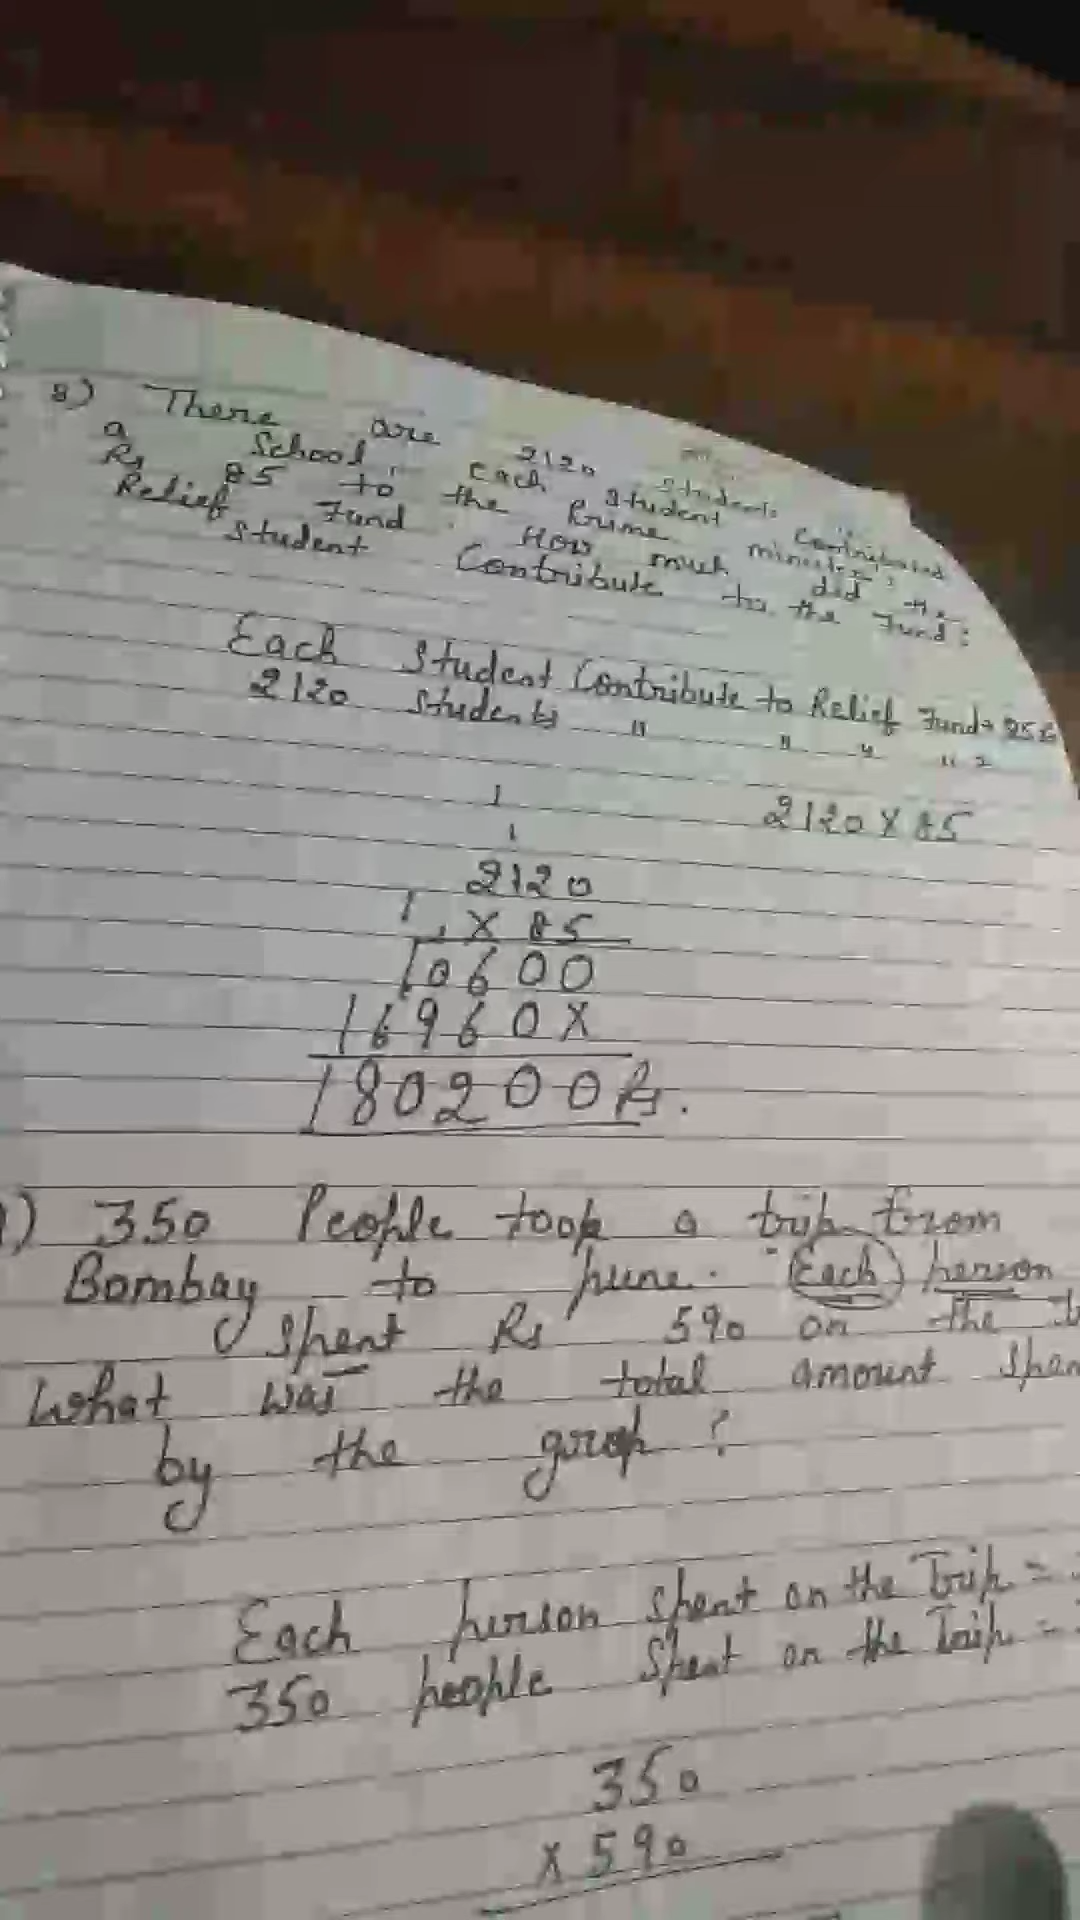 8) There are 2120 students
a School, each student contributed
Rs 85 to the Prime minister's
Relief Fund. How much did the
student Contribute to the Fund:
Each student Contribute to Relief Fund = 85
2120 students " " " "
2120 X 85
1
1
2120
1 X 85
10600
16960X
180200 Rs.
) 350 People took a trip from
Bombay to pune. Each person
spent Rs 590 on the
What was the total amount spen
by the group?
Each person spent on the Trip =
350 people spent on the Trip =
350
X 590